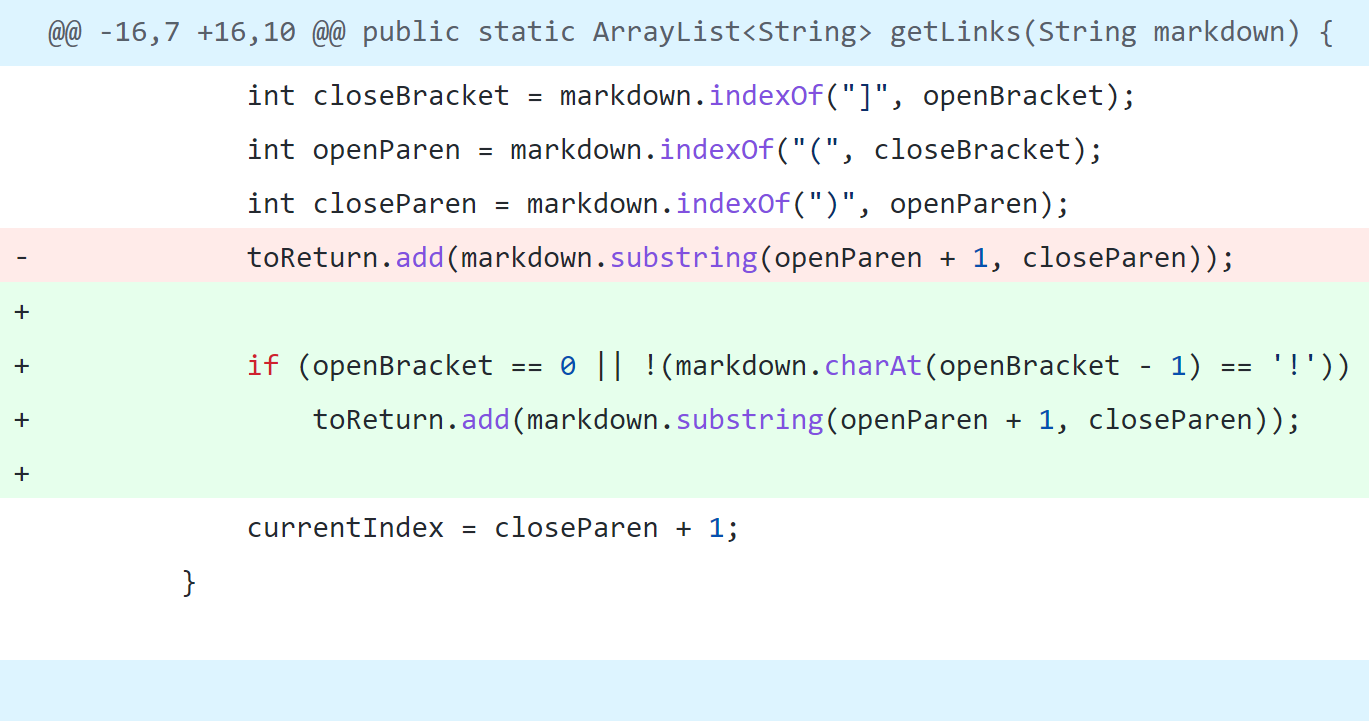 @@ -16,7 +16,10 @@ public static ArrayList<String> getLinks(String markdown) {
int closeBracket = markdown.indexOf("]", openBracket);
int openParen = markdown.indexOf("(", closeBracket);
int closeParen = markdown.indexOf(")", openParen);
- toReturn.add(markdown.substring(openParen + 1, closeParen));
+
+ if (openBracket == 0 || !(markdown.charAt(openBracket - 1) == '!'))
+ toReturn.add(markdown.substring(openParen + 1, closeParen));
+
currentIndex = closeParen + 1;
}